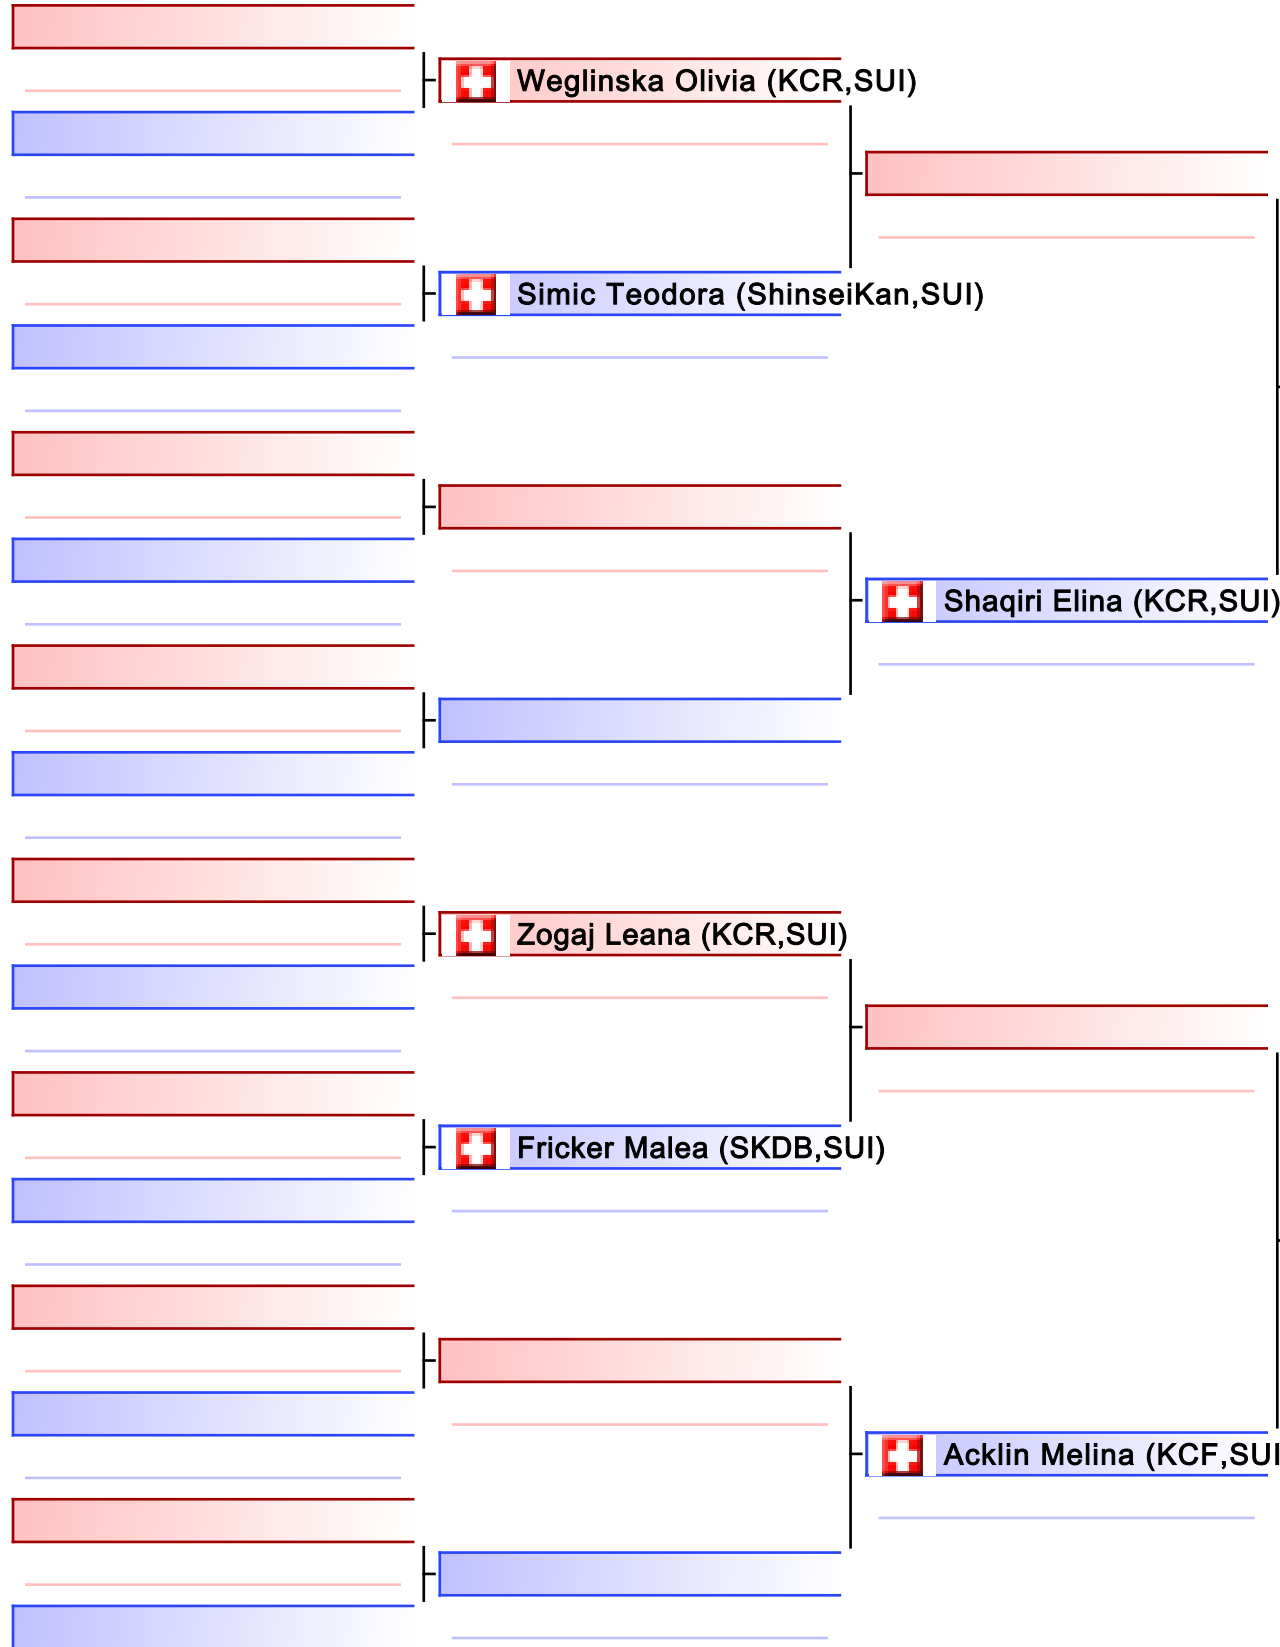 Weglinska Olivia (KCR,SUI)
Simic Teodora (ShinseiKan,SUI)
Shaqiri Elina (KCR,SUI)
Zogaj Leana (KCR,SUI)
Fricker Malea (SKDB,SUI)
Acklin Melina (KCF,SUI